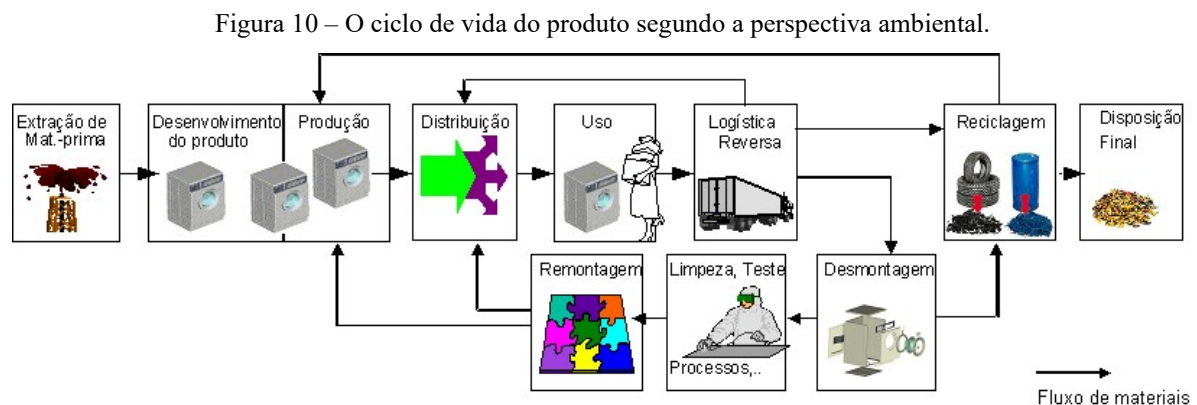 Figura 10 – O ciclo de vida do produto segundo a perspectiva ambiental.
Extração de
Mat.-prima
Desenvolvimento
do produto
Produção
Distribuição
Uso
Logística
Reversa
Reciclagem
Disposição
Final
Remontagem
Limpeza, Teste
Processos,..
Desmontagem
Fluxo de materiais